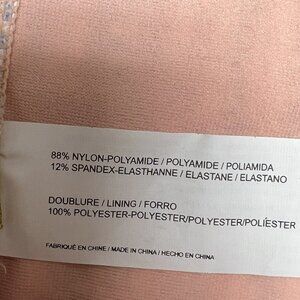 88% NYLON-POLYAMIDE / POLYAMIDE / POLIAMIDA
12% SPANDEX-ELASTHANNE / ELASTANE / ELASTANO
DOUBLURE / LINING / FORRO
100% POLYESTER-POLYESTER/POLYESTER/POLÍESTER
FABRIQUÉ EN CHINE / MADE IN CHINA / HECHO EN CHINA